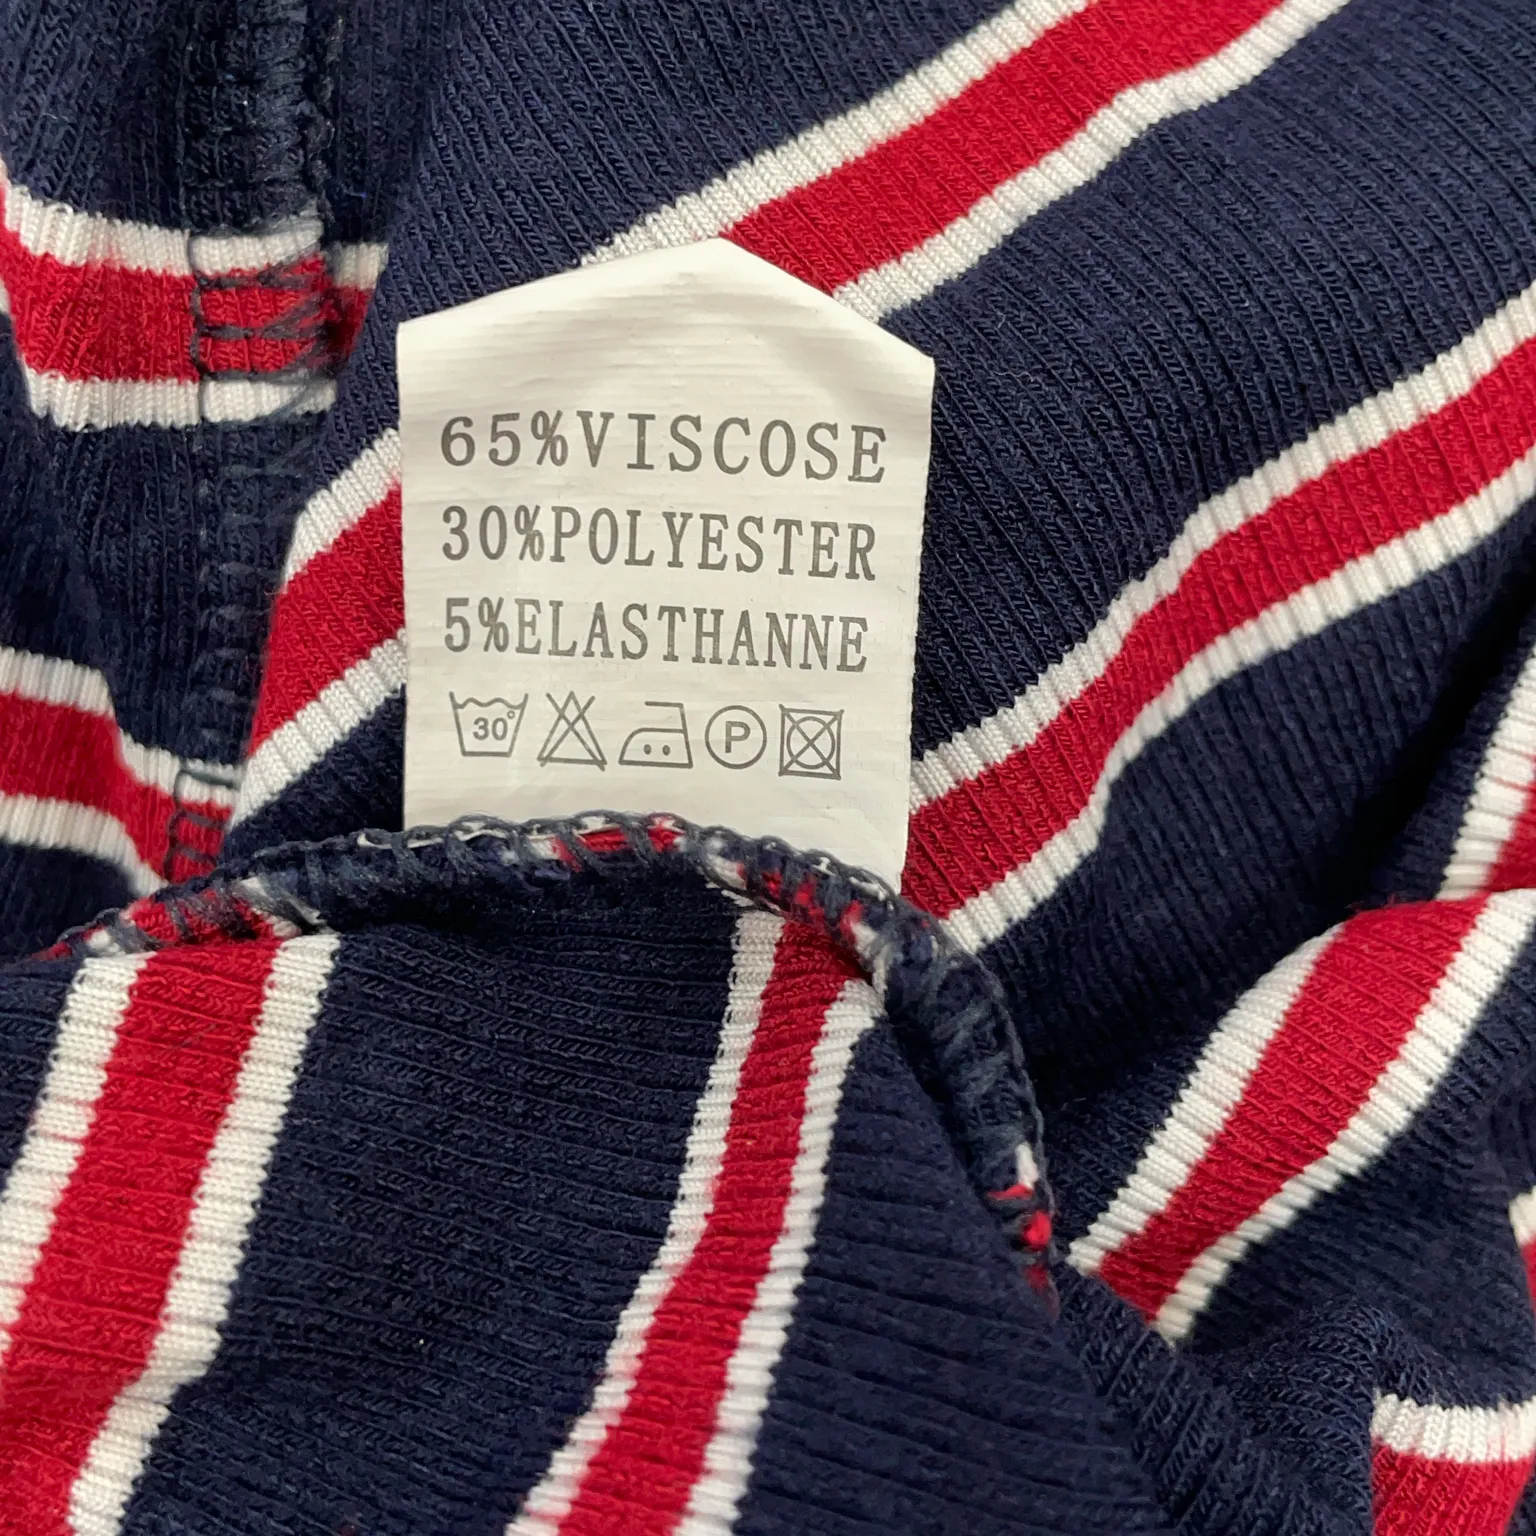 65%VISCOSE
30%POLYESTER
5%ELASTHANNE
30° P